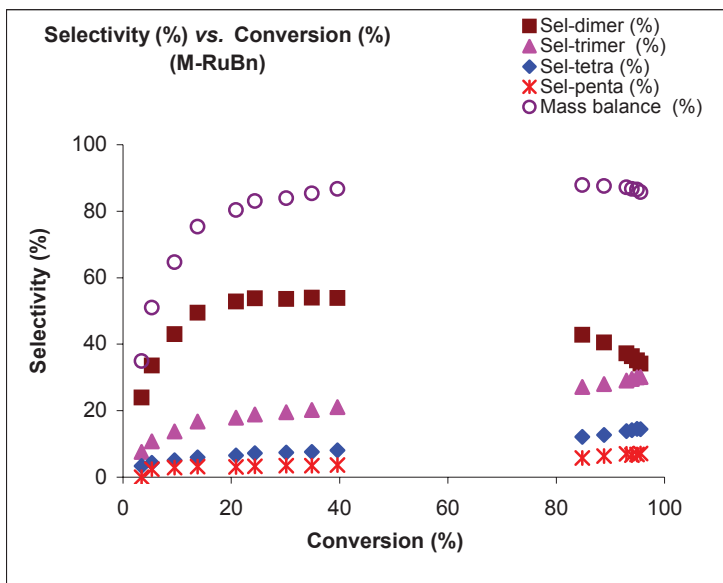 Selectivity (%) vs. Conversion (%)
(M-RuBn)
Sel-dimer (%)
Sel-trimer (%)
Sel-tetra (%)
Sel-penta (%)
Mass balance (%)
Selectivity (%)
100
80
60
40
20
0
0 20 40 60 80 100
Conversion (%)